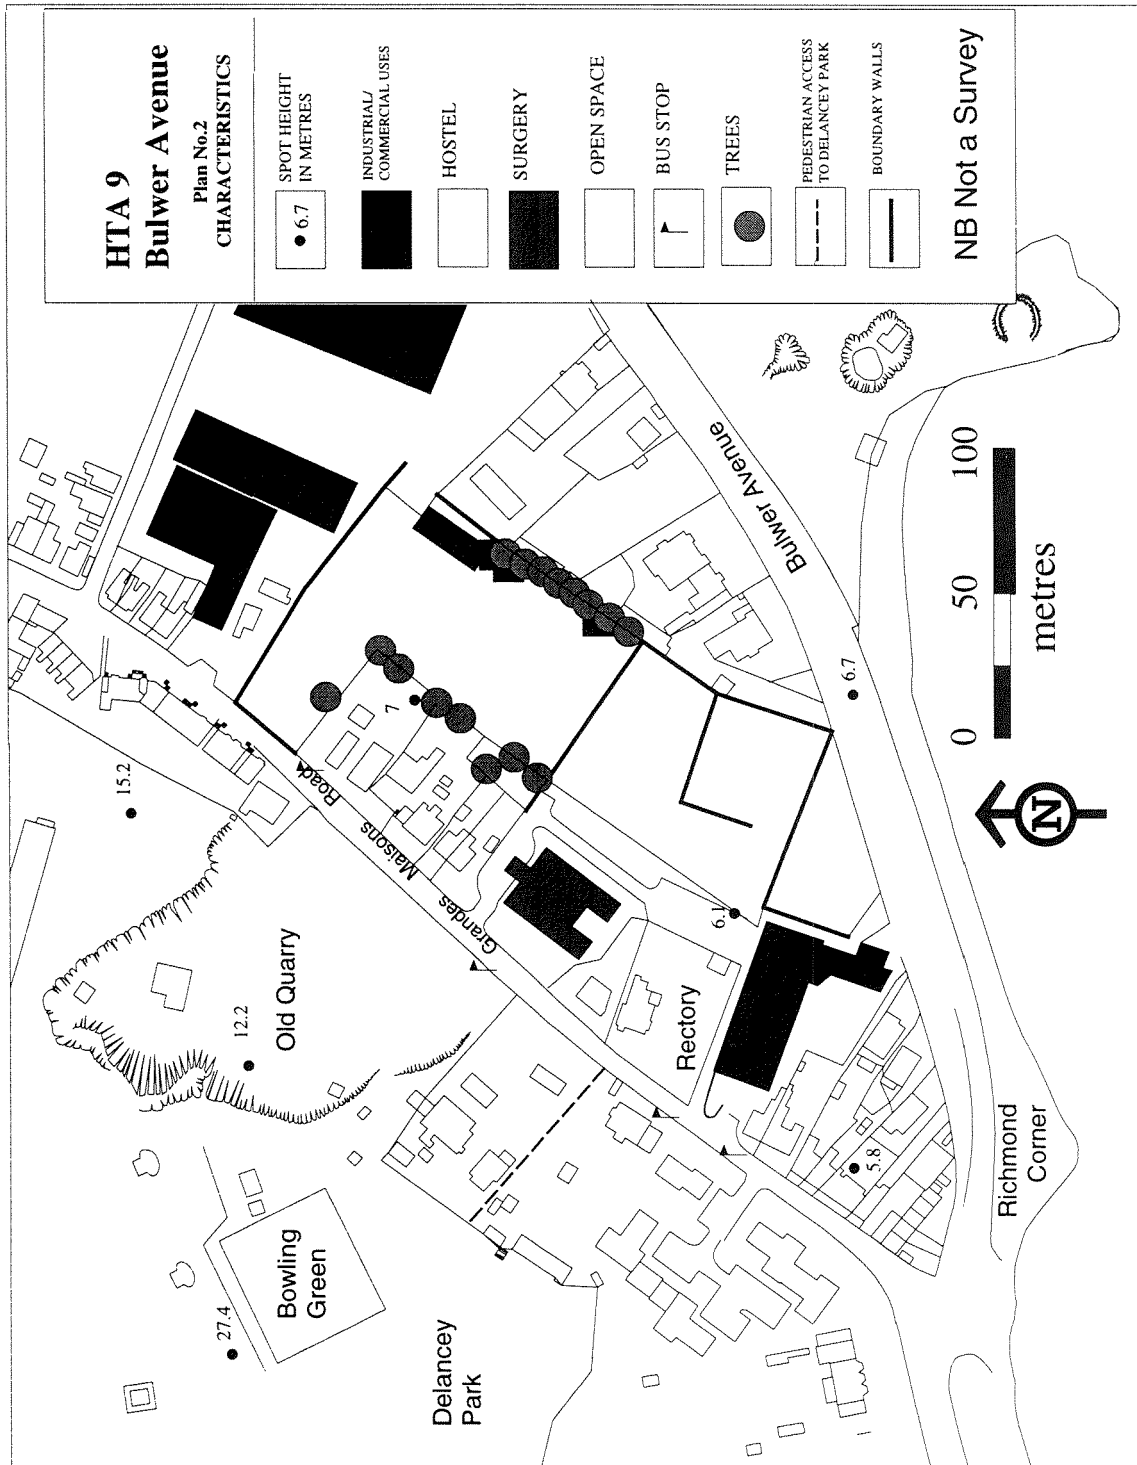 HTA 9
Bulwer Avenue
Plan No.2
CHARACTERISTICS
6.7
SPOT HEIGHT
IN METRES
INDUSTRIAL/
COMMERCIAL USES
HOSTEL
SURGERY
OPEN SPACE
BUS STOP
TREES
PEDESTRIAN ACCESS
TO DELANCEY PARK
BOUNDARY WALLS
NB Not a Survey
15.2
12.2
27.4
Old Quarry
Bowling
Green
Delancey
Park
Grandes Maisons Road
7
6.1
Rectory
5.8
Bulwer Avenue
6.7
Richmond
Corner
0 50 100
metres
N